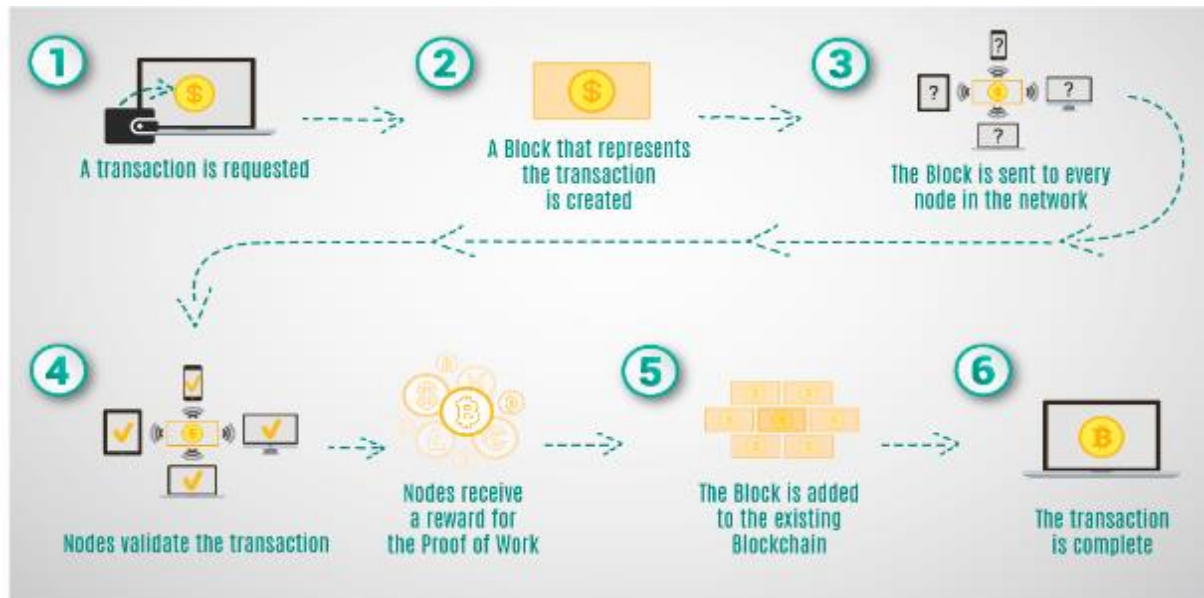 1
A transaction is requested
2
$
A Block that represents
the transaction
is created
3
?
?
?
?
The Block is sent to every
node in the network
4
Nodes validate the transaction
Nodes receive
a reward for
the Proof of Work
5
The Block is added
to the existing
Blockchain
6
The transaction
is complete